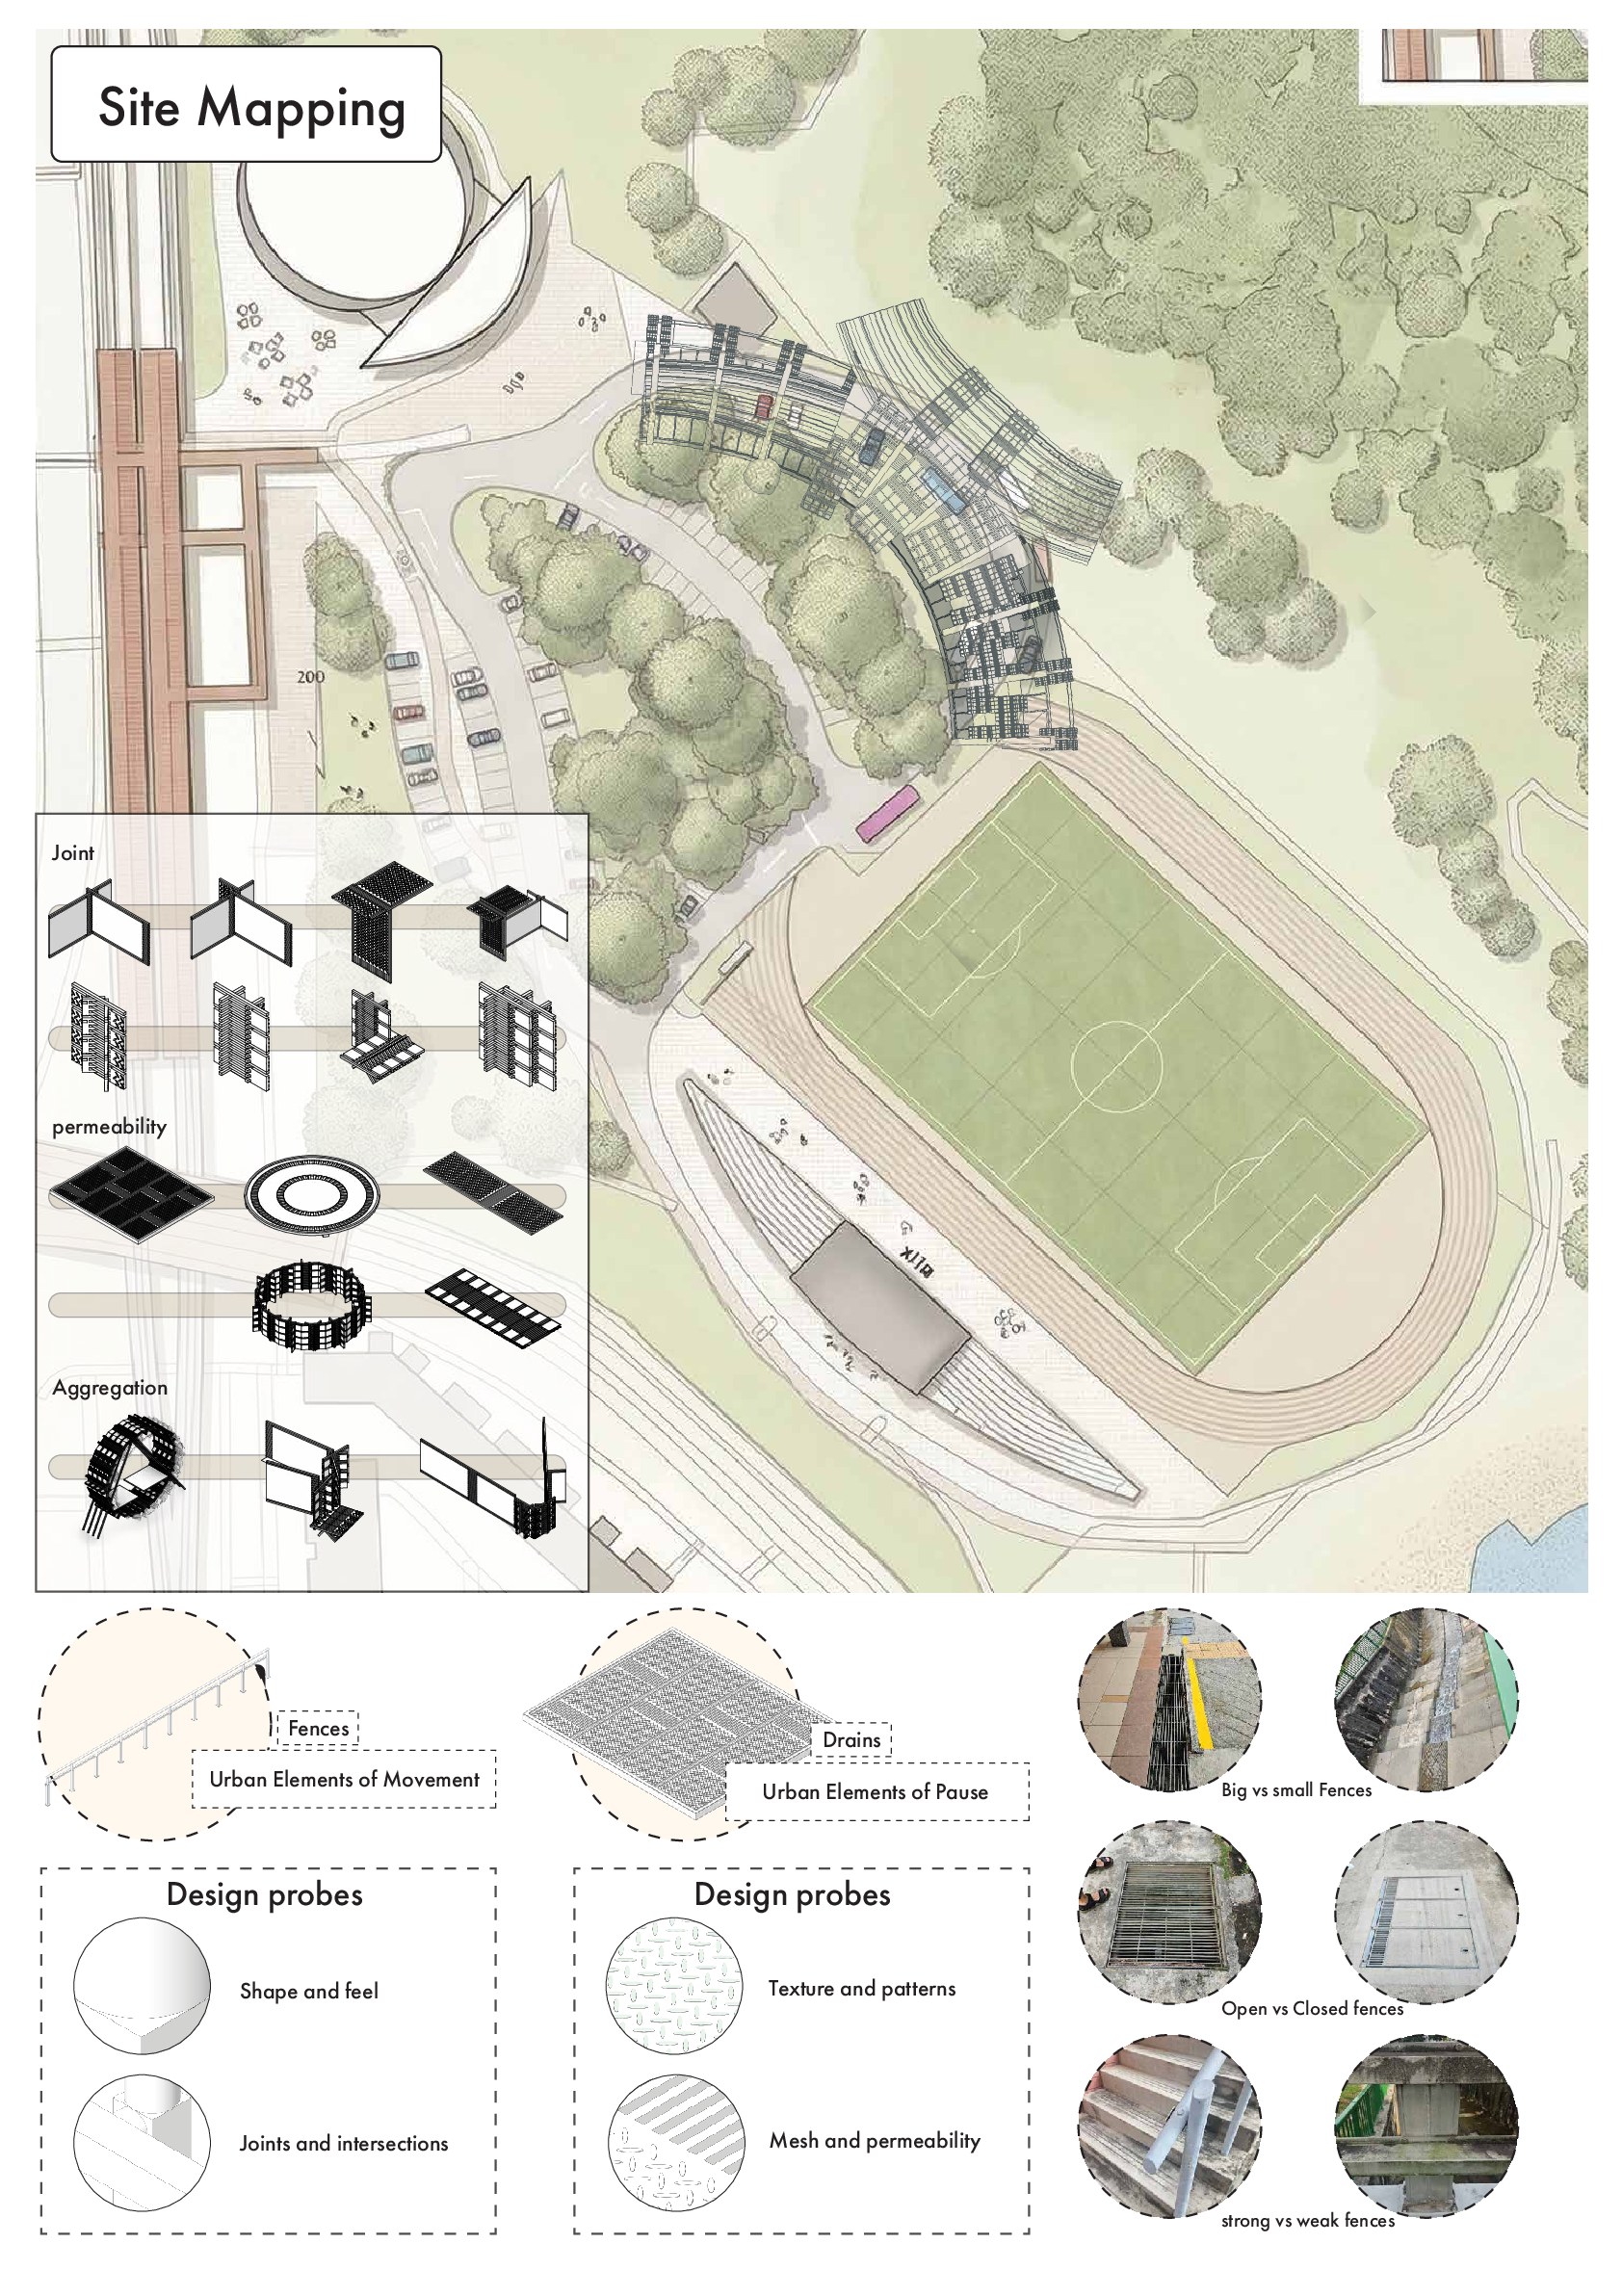 Site Mapping
200
Joint
permeability
Aggregation
Fences
Urban Elements of Movement
Drains
Urban Elements of Pause
Big vs small Fences
Design probes
Shape and feel
Joints and intersections
Design probes
Texture and patterns
Mesh and permeability
Open vs Closed fences
strong vs weak fences